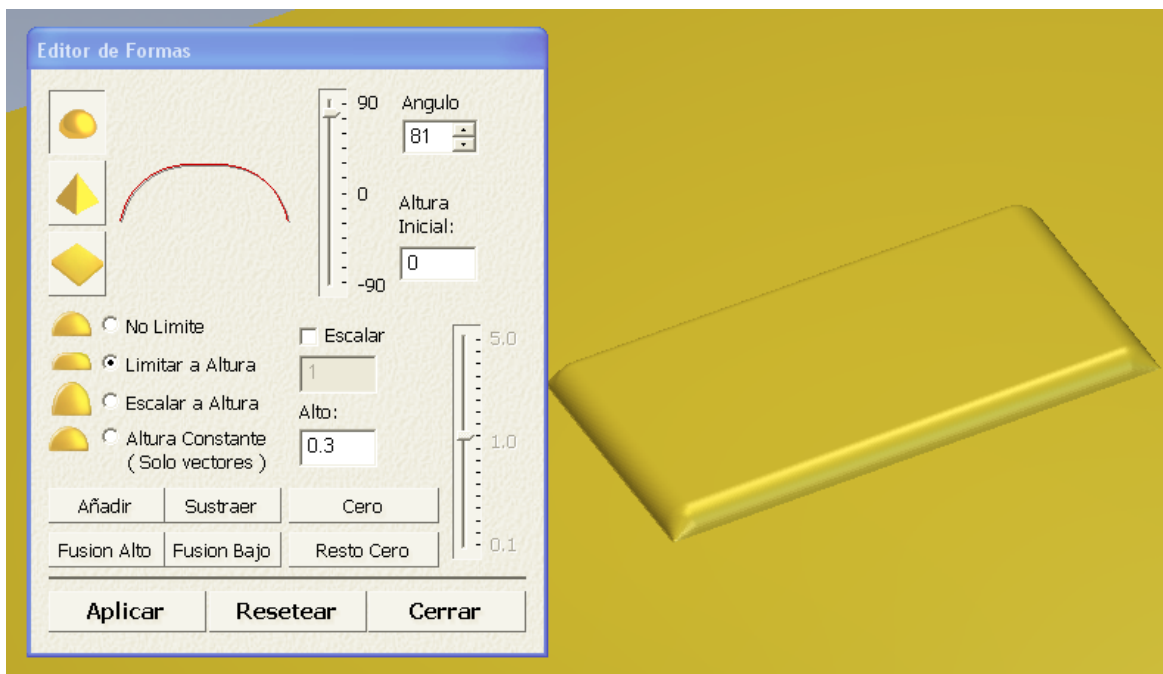 Editor de Formas
90
Angulo
81
0
Altura
Inicial:
0
-90
No Limite
Escalar
5.0
Limitar a Altura
1
Escalar a Altura
Alto:
Altura Constante
( Solo vectores )
0.3
1.0
Añadir
Sustraer
Cero
Fusion Alto
Fusion Bajo
Resto Cero
0.1
Aplicar
Resetear
Cerrar